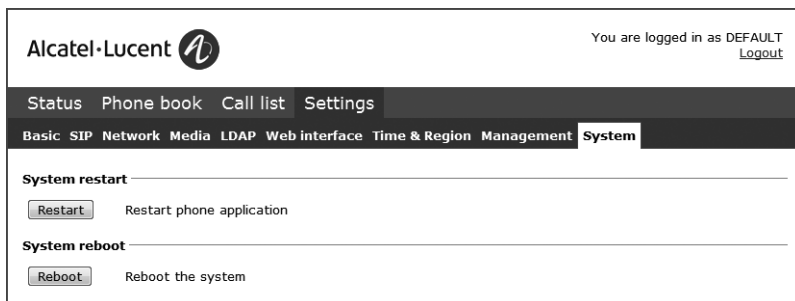 You are logged in as DEFAULT
Alcatel·Lucent
Logout
Status Phone book Call list Settings
Basic SIP Network Media LDAP Web interface Time & Region Management System
System restart
Restart Restart phone application
System reboot
Reboot Reboot the system